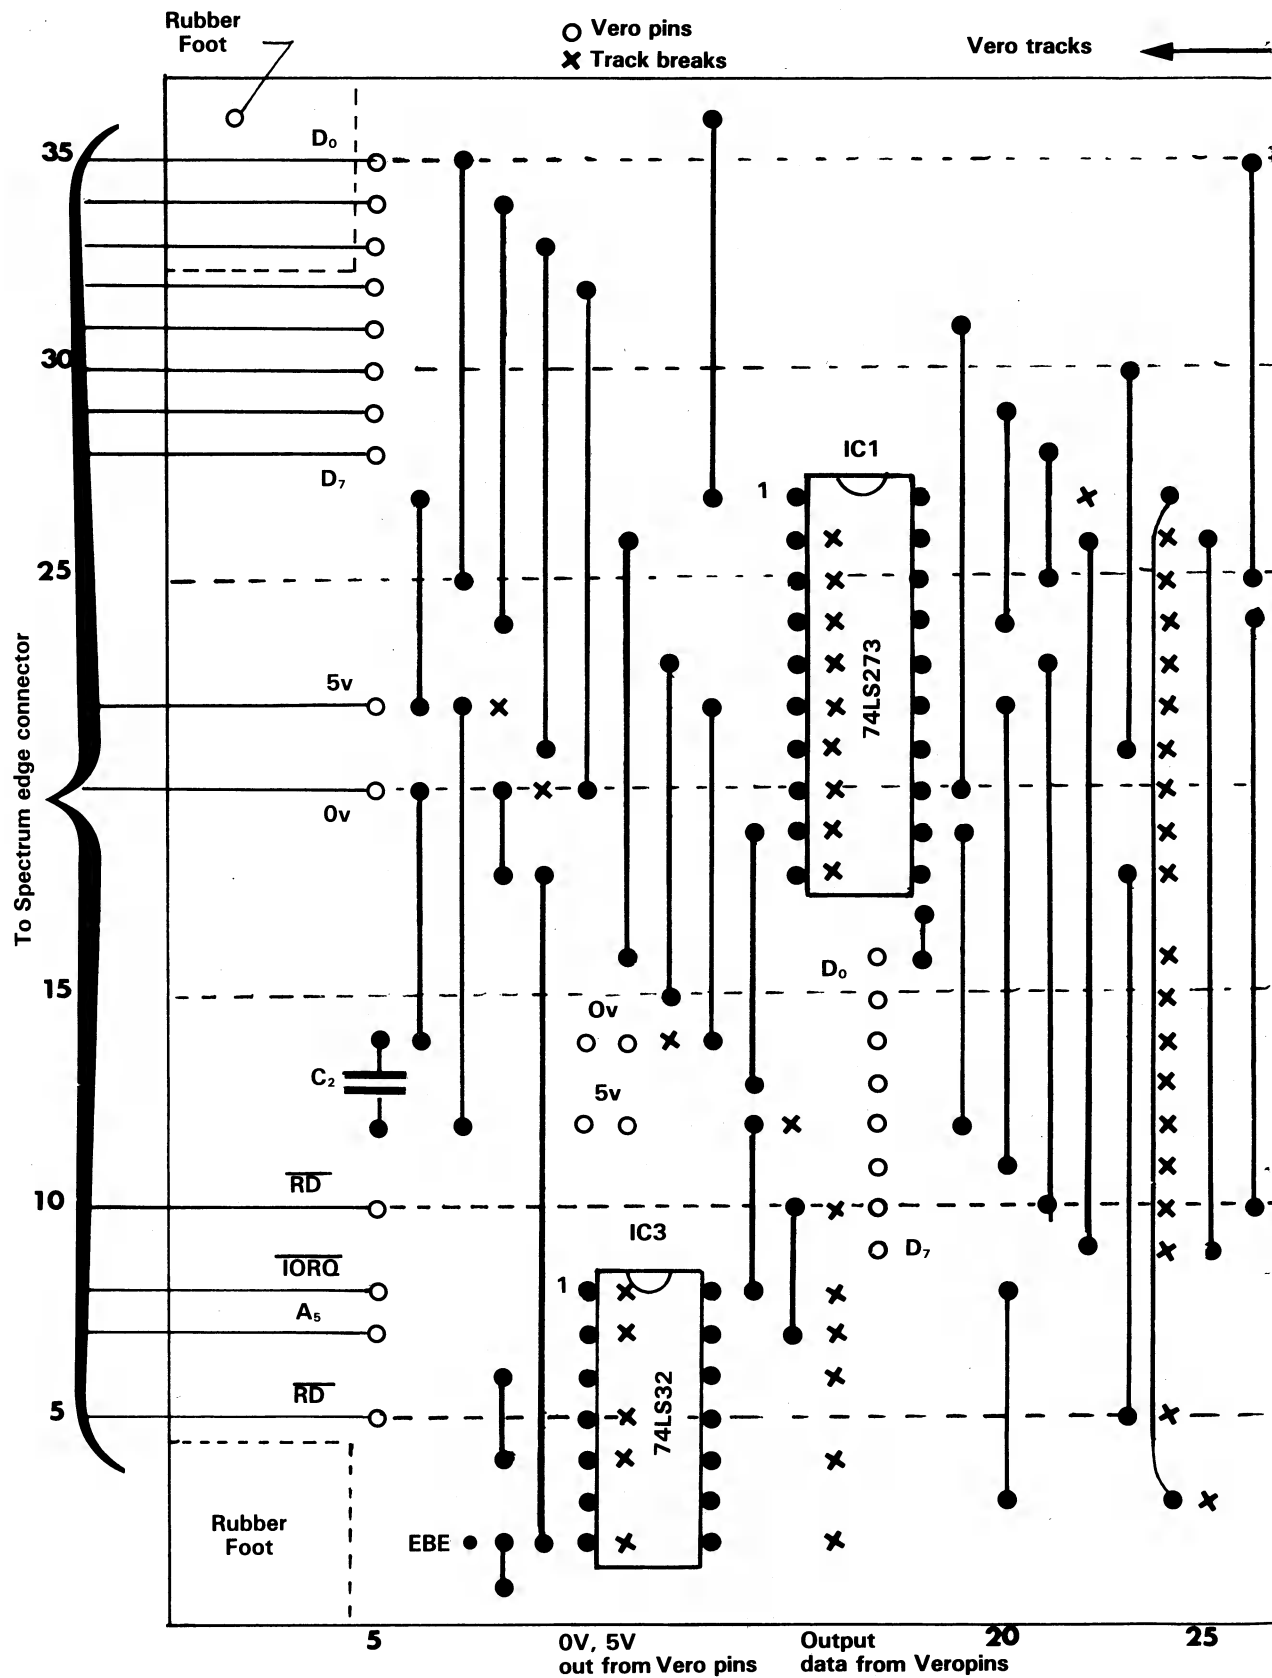 Rubber
Foot
Vero pins
Track breaks
Vero tracks
35
D₀
30
D₇
IC1
1
25
74LS273
5v
0v
To Spectrum edge connector
D₀
15
0v
C₂
5v
RD
10
IC3
D₇
IORQ
1
A₅
74LS32
RD
5
Rubber
Foot
EBE
5
0V, 5V
out from Vero pins
Output
data from Veropins
20
25